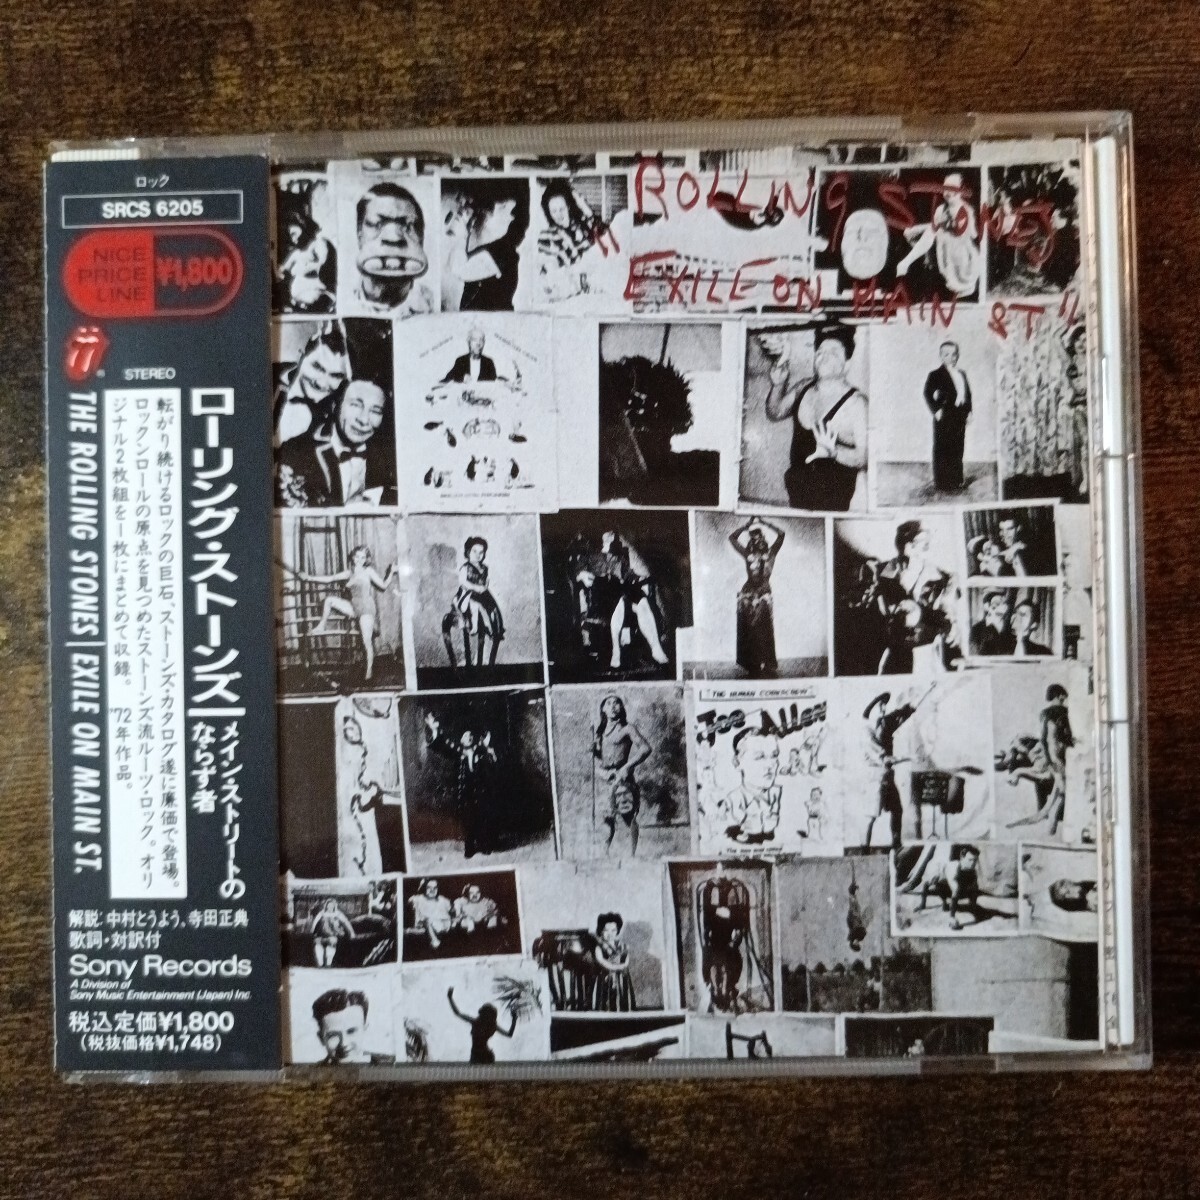 ロック
SRCS 6205
NICE
PRICE
LINE
¥1,800
STEREO
ローリング・ストーンズ
メイン・ストリートの
ならず者
転がり続けるロックの巨石、ストーンズ・カタログ遂に廉価で登場。
ロックンロールの原点を見つめたストーンズ流ルーツ・ロック。オリ
ジナル2枚組を1枚にまとめて収録。 '72年作品。
THE ROLLING STONES | EXILE ON MAIN ST.
解説:中村とうよう、寺田正典
歌詞・対訳付
Sony Records
A Division of
Sony Music Entertainment (Japan) Inc.
税込定価¥1,800
(税抜価格¥1,748)
ROLLING STONES
"EXILE ON MAIN ST"
"THE HUMAN CORKSCREW"
Joe Allen